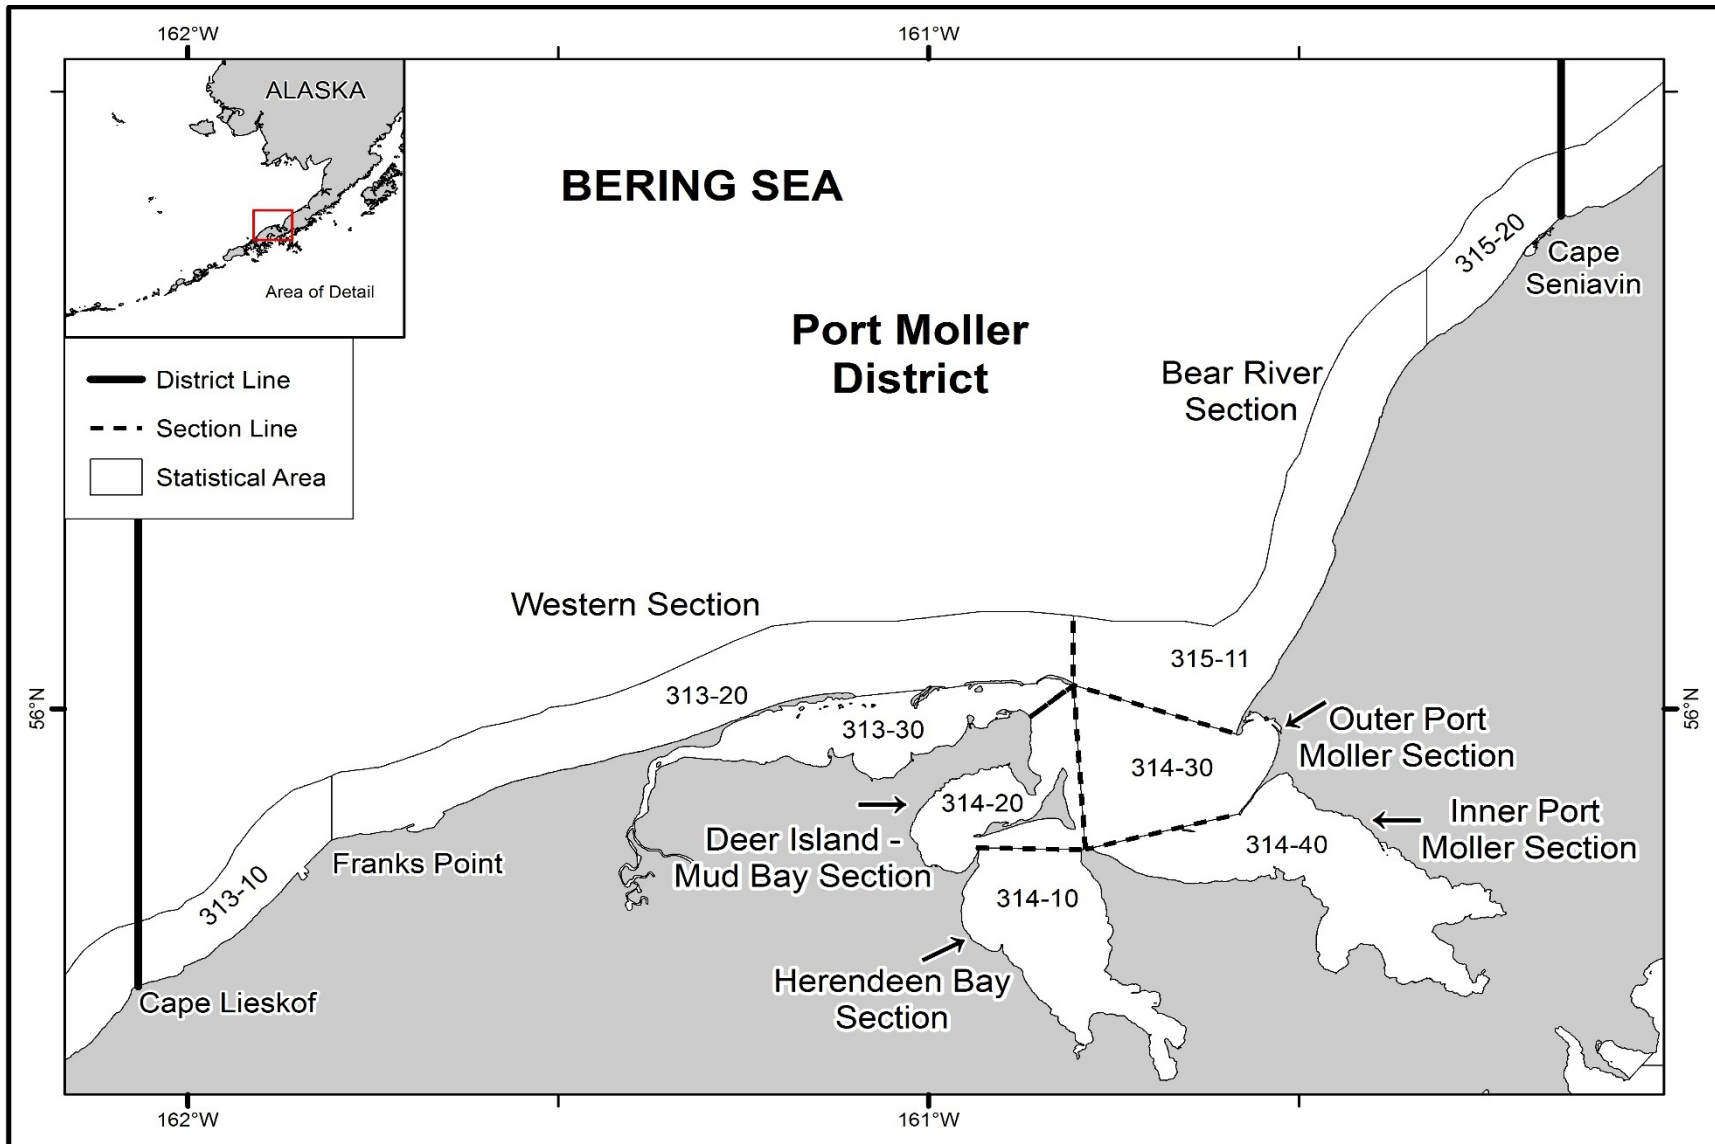 162°W
161°W
ALASKA
Area of Detail
District Line
Section Line
Statistical Area
BERING SEA
Port Moller
District
315-20
Cape
Seniavin
Bear River
Section
Western Section
315-11
313-20
56°N
56°N
313-30
Outer Port
Moller Section
314-30
314-20
Inner Port
Moller Section
Deer Island -
Mud Bay Section
314-40
Franks Point
313-10
314-10
Herendeen Bay
Section
Cape Lieskof
162°W
161°W